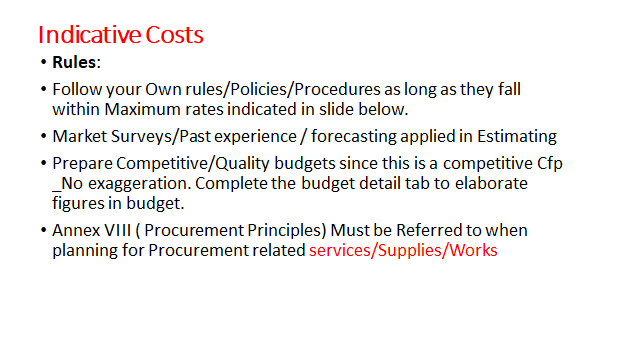 Indicative Costs
• Rules:
• Follow your Own rules/Policies/Procedures as long as they fall
within Maximum rates indicated in slide below.
• Market Surveys/Past experience / forecasting applied in Estimating
• Prepare Competitive/Quality budgets since this is a competitive Cfp
_No exaggeration. Complete the budget detail tab to elaborate
figures in budget.
• Annex VIII ( Procurement Principles) Must be Referred to when
planning for Procurement related services/Supplies/Works